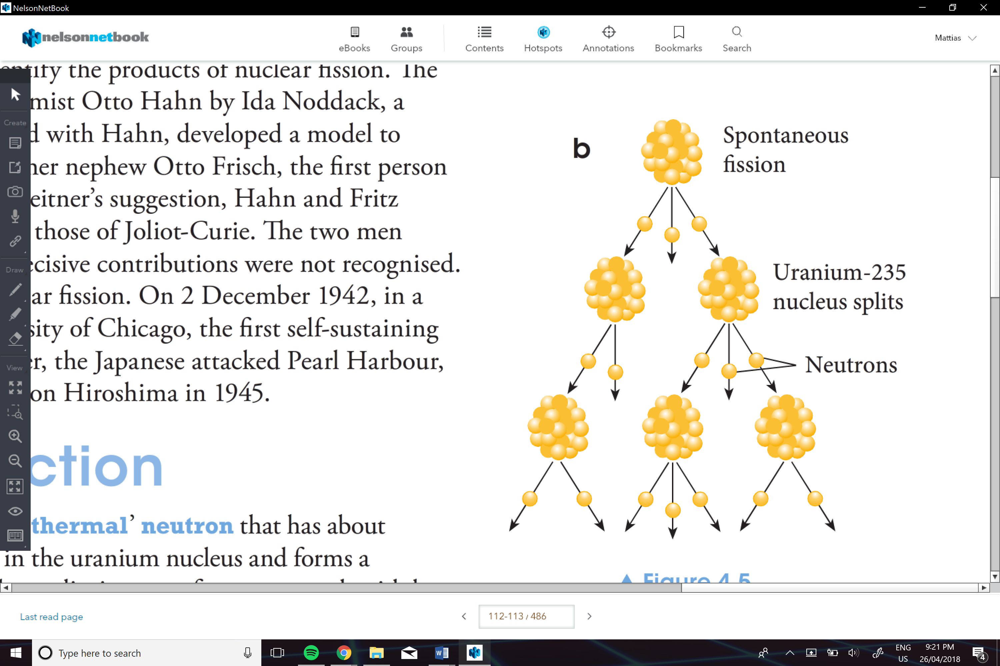 NelsonNetBook
nelsonnetbook
eBooks
Groups
Contents
Hotspots
Annotations
Bookmarks
Search
Mattias
entify the products of nuclear fission. The
mist Otto Hahn by Ida Noddack, a
d with Hahn, developed a model to
her nephew Otto Frisch, the first person
eitner’s suggestion, Hahn and Fritz
those of Joliot-Curie. The two men
ecisive contributions were not recognised.
ar fission. On 2 December 1942, in a
sity of Chicago, the first self-sustaining
er, the Japanese attacked Pearl Harbour,
on Hiroshima in 1945.
ction
thermal’ neutron that has about
in the uranium nucleus and forms a
Create
Draw
View
b
Spontaneous
fission
Uranium-235
nucleus splits
Neutrons
▲ Figure 4.5
Last read page
112-113 / 486
Type here to search
ENG
US
9:21 PM
26/04/2018
4